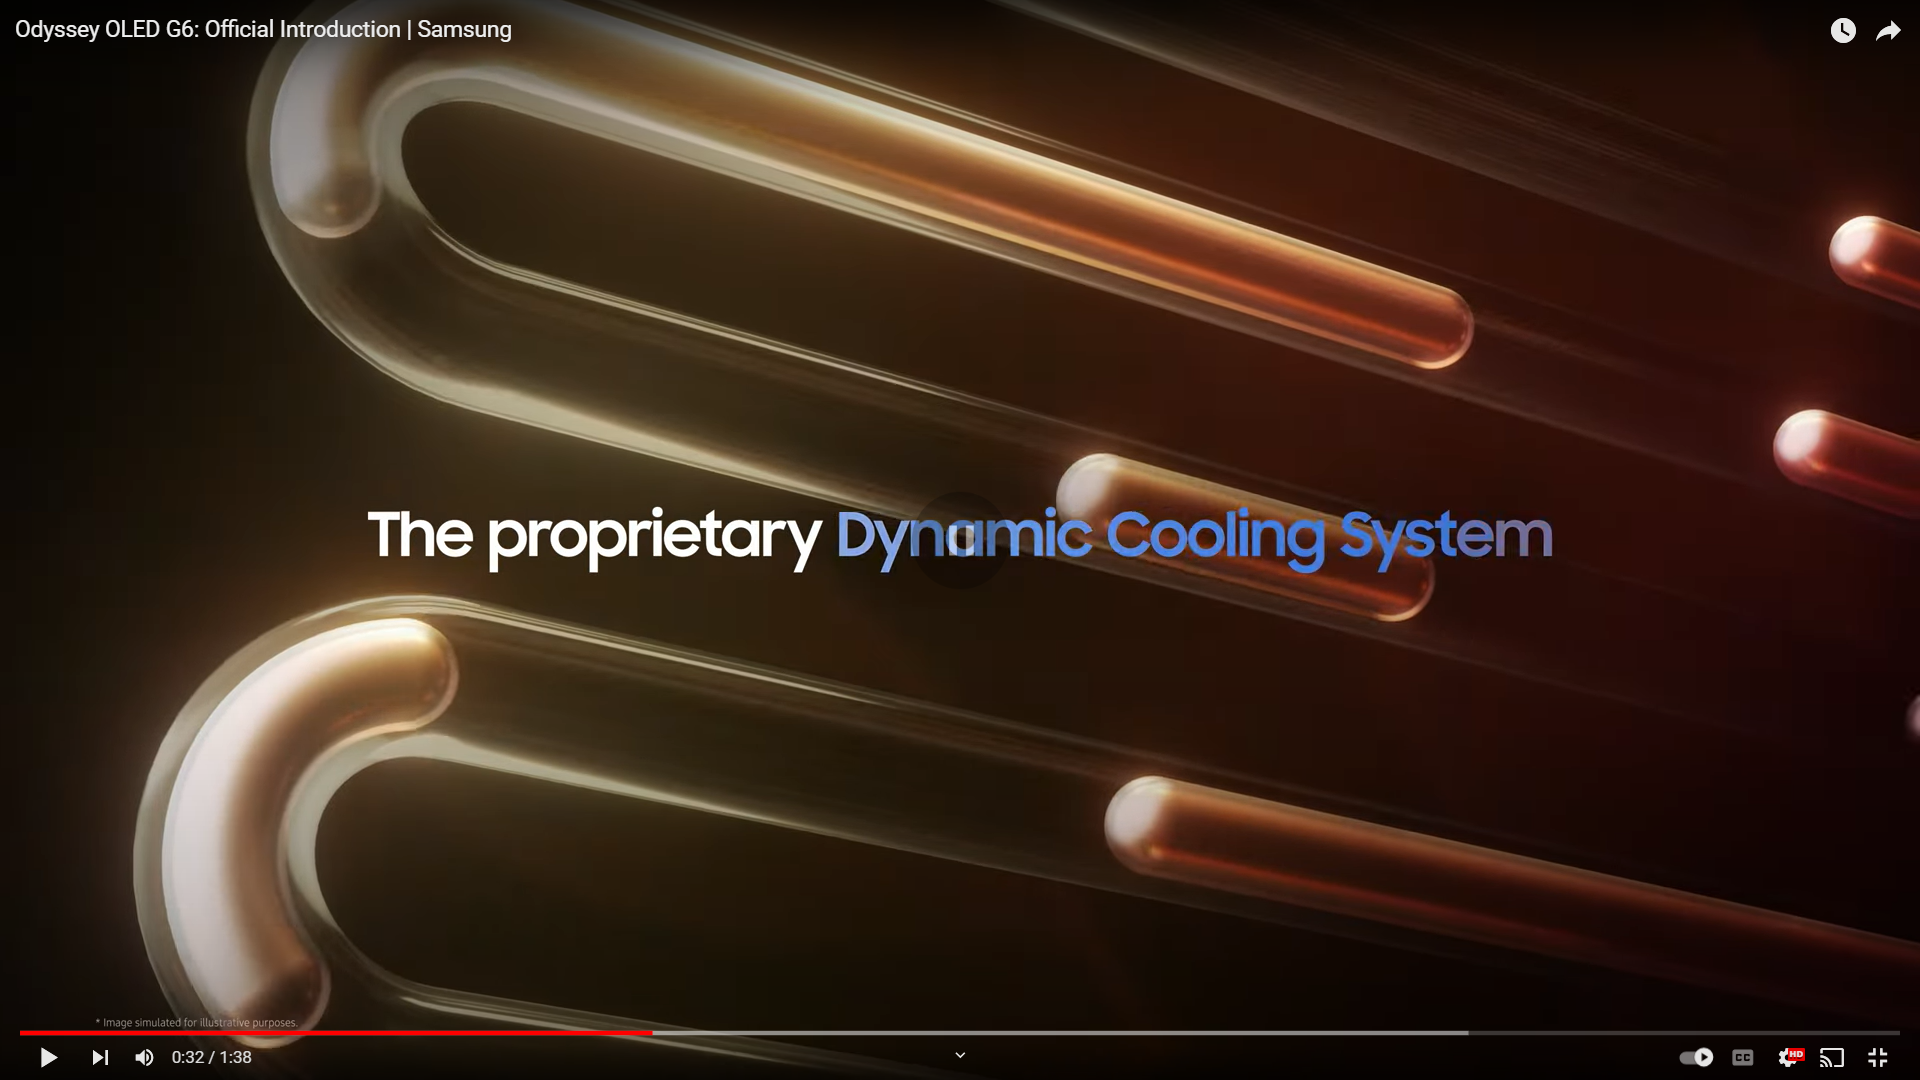 Odyssey OLED G6: Official Introduction | Samsung
The proprietary Dynamic Cooling System
* Image simulated for illustrative purposes.
0:32 / 1:38
CC
HD